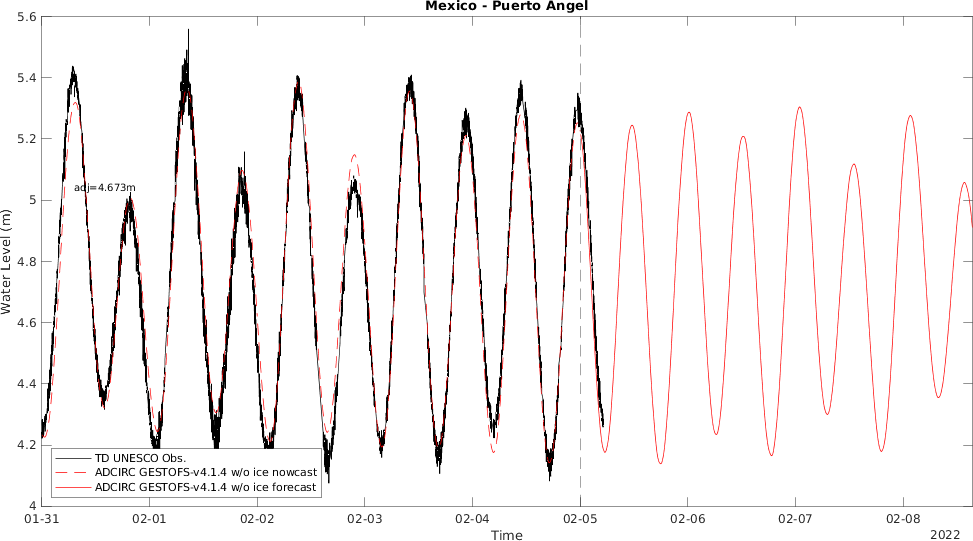 Mexico - Puerto Angel
5.6
5.4
5.2
5
4.8
4.6
4.4
4.2
4
Water Level (m)
adj=4.673m
TD UNESCO Obs.
ADCIRC GESTOFS-v4.1.4 w/o ice nowcast
ADCIRC GESTOFS-v4.1.4 w/o ice forecast
01-31 02-01 02-02 02-03 02-04 02-05 02-06 02-07 02-08
Time
2022